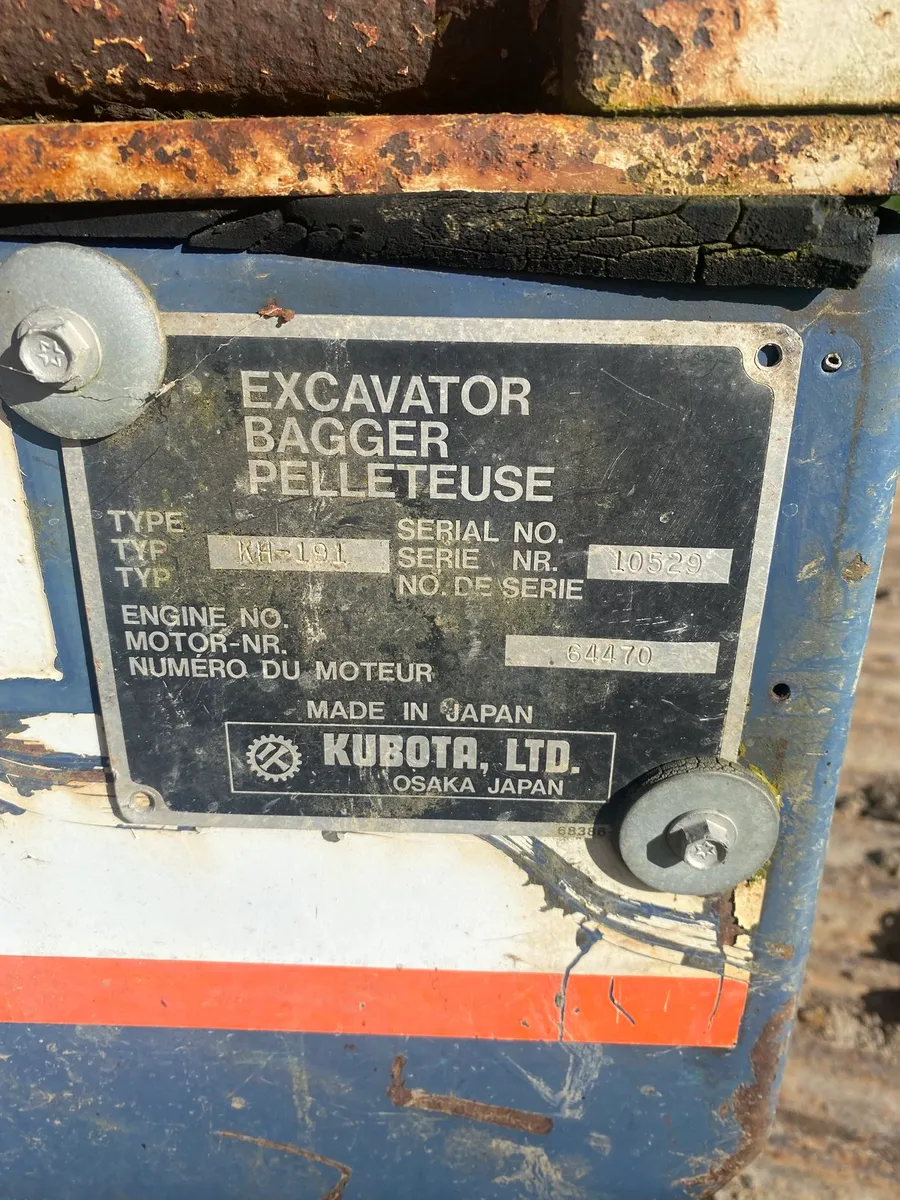 EXCAVATOR
BAGGER
PELLETEUSE
TYPE
TYP
TYP
KH-191
SERIAL NO.
SERIE NR.
NO. DE SERIE
10529
ENGINE NO.
MOTOR-NR.
NUMÉRO DU MOTEUR
64470
MADE IN JAPAN
KUBOTA, LTD.
OSAKA JAPAN